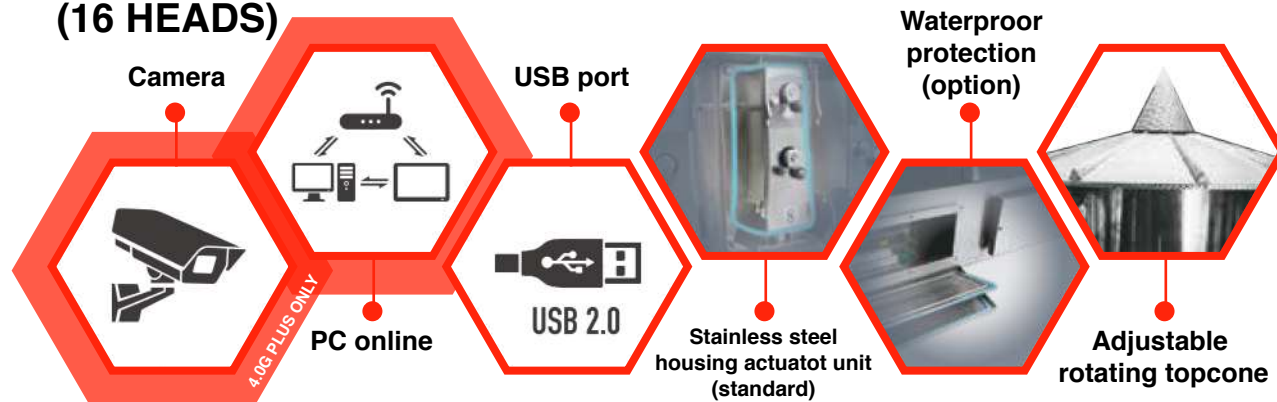 (16 HEADS)
Camera
4.0G PLUS ONLY
PC online
USB port
USB 2.0
Stainless steel
housing actuatot unit
(standard)
Waterproor
protection
(option)
Adjustable
rotating topcone